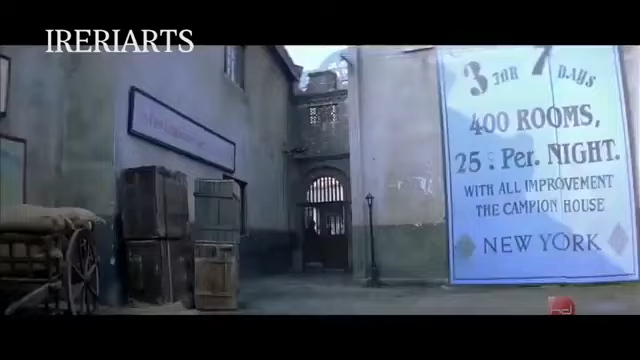 IRERIARTS
3 FOR 7 DAYS
400 ROOMS,
25 : Per. NIGHT.
WITH ALL IMPROVEMENT
THE CAMPION HOUSE
NEW YORK